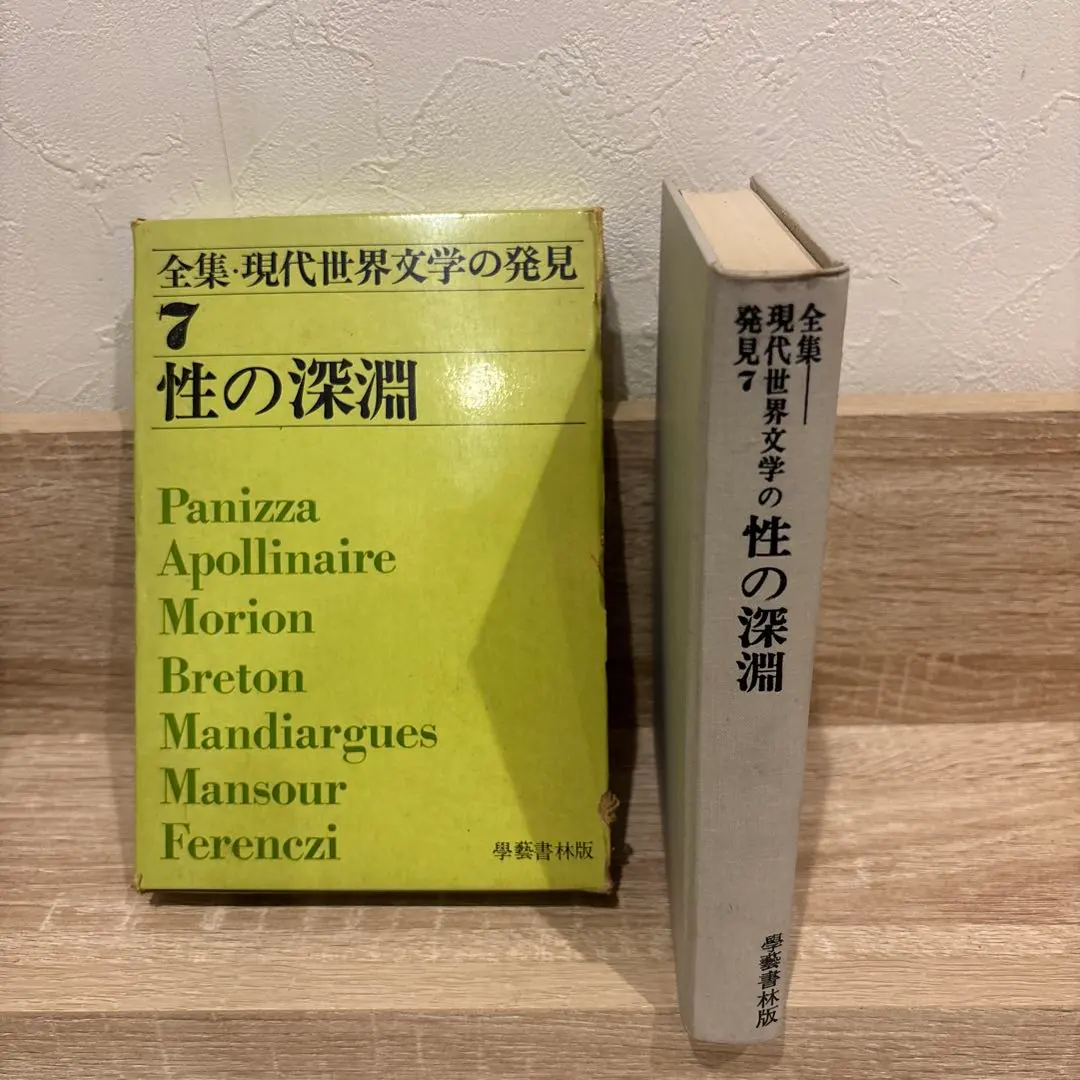 全集·現代世界文学の発見
7
性の深淵
Panizza
Apollinaire
Morion
Breton
Mandiargues
Mansour
Ferenczi
學藝書林版
全集──
現代世界文学の
発見7
性の深淵
學藝書林版